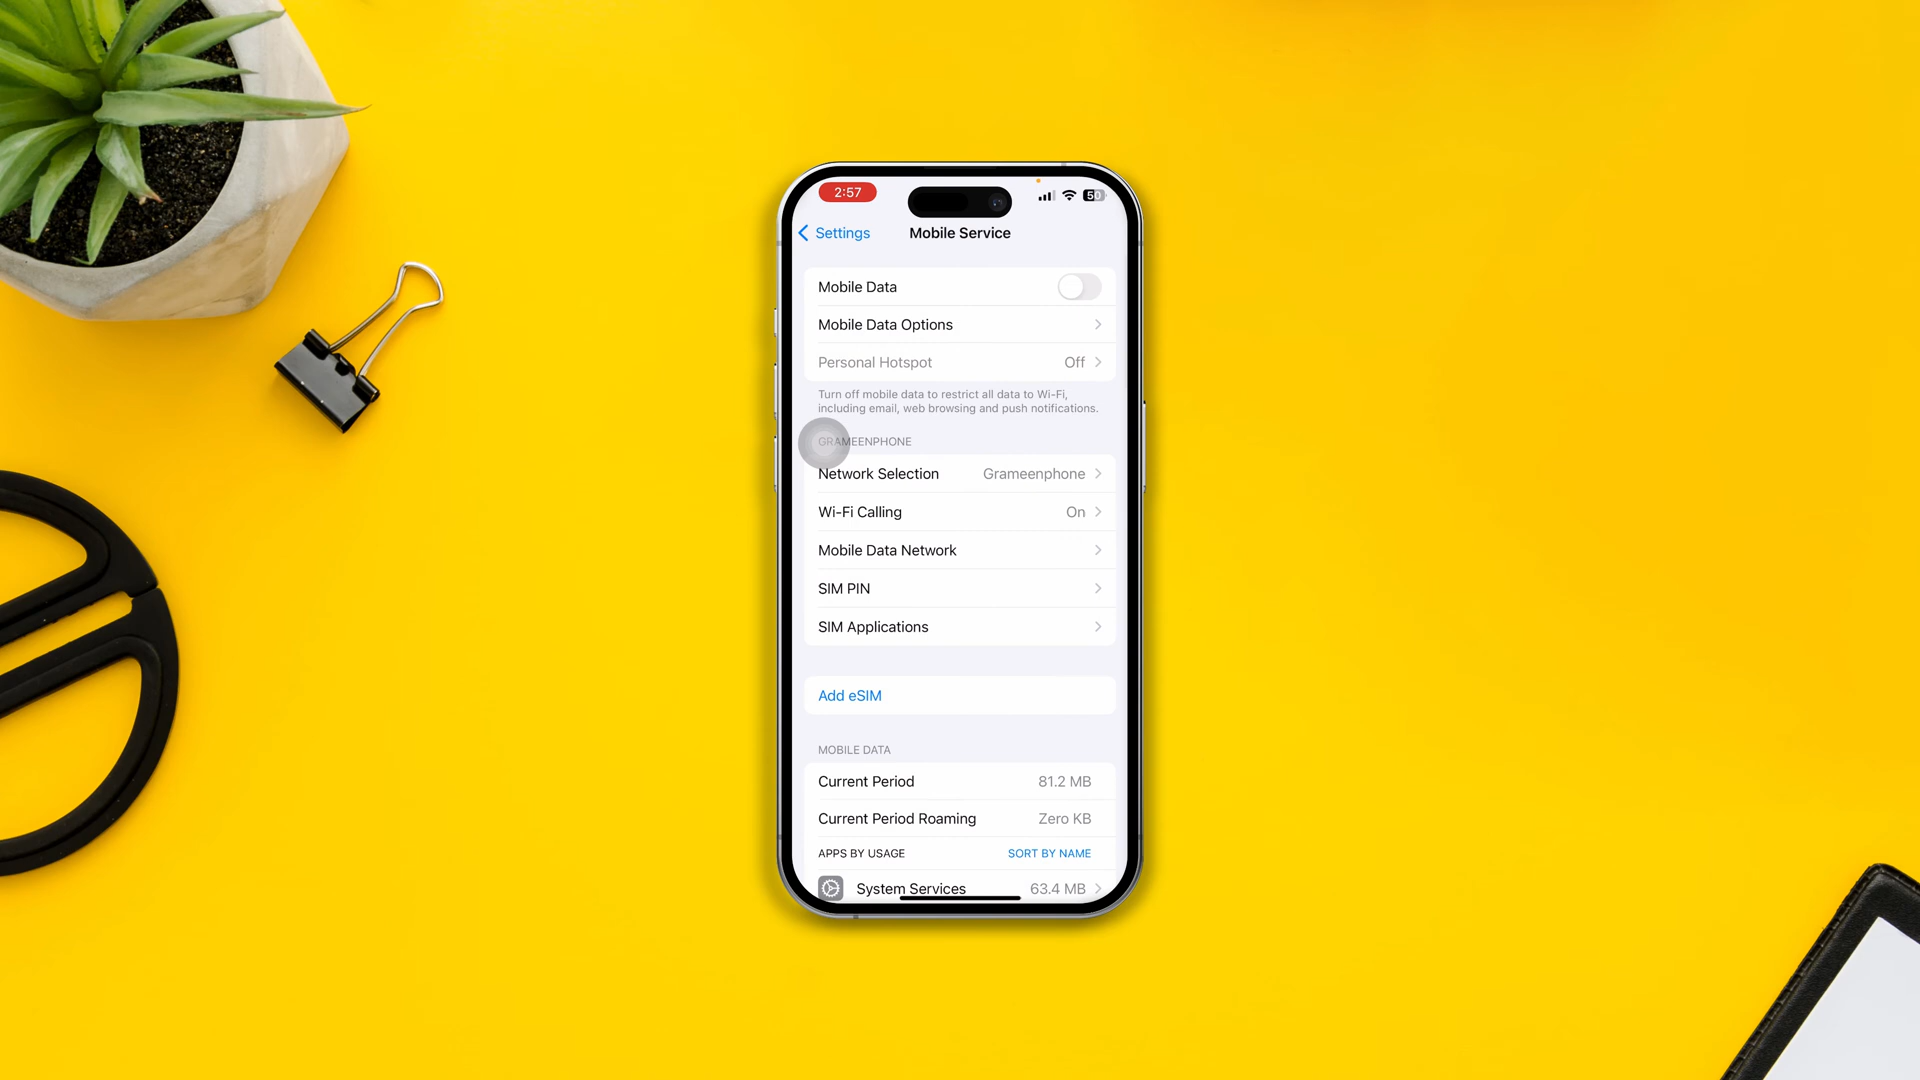 2:57
50
Settings
Mobile Service
Mobile Data
Mobile Data Options
Personal Hotspot Off
Turn off mobile data to restrict all data to Wi-Fi,
including email, web browsing and push notifications.
GRAMEENPHONE
Network Selection Grameenphone
Wi-Fi Calling On
Mobile Data Network
SIM PIN
SIM Applications
Add eSIM
MOBILE DATA
Current Period 81.2 MB
Current Period Roaming Zero KB
APPS BY USAGE SORT BY NAME
System Services 63.4 MB